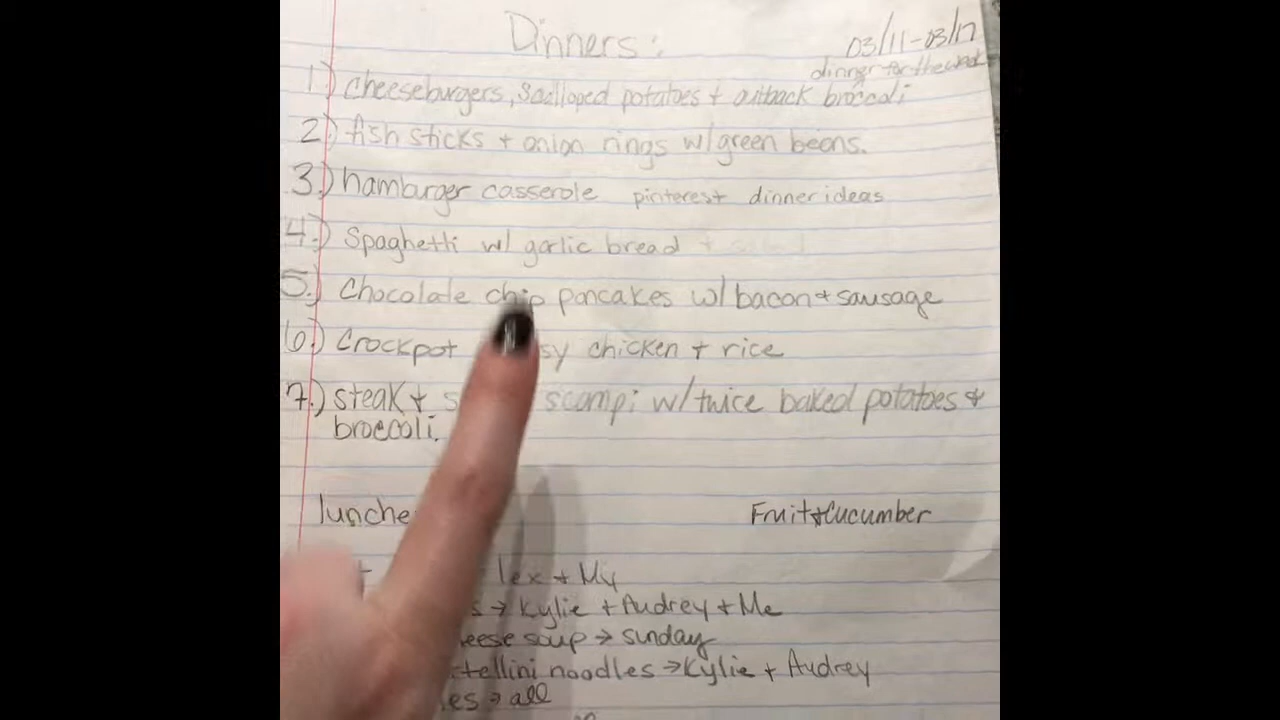 Dinners:
03/11-03/17
dinner for the week
1.) cheeseburgers, scalloped potatoes + outback broccoli
2.) fish sticks + onion rings w/green beans.
3.) hamburger casserole pinterest dinner ideas
4.) Spaghetti w/ garlic bread +
5.) Chocolate chip pancakes w/ bacon + sausage
6.) Crockpot chicken + rice
7.) steak + scampi w/twice baked potatoes +
broccoli.
lunche
Fruit+Cucumber
lex + My
s → Kylie + Audrey + Me
eese soup → sunday
tellini noodles → Kylie + Audrey
es → all